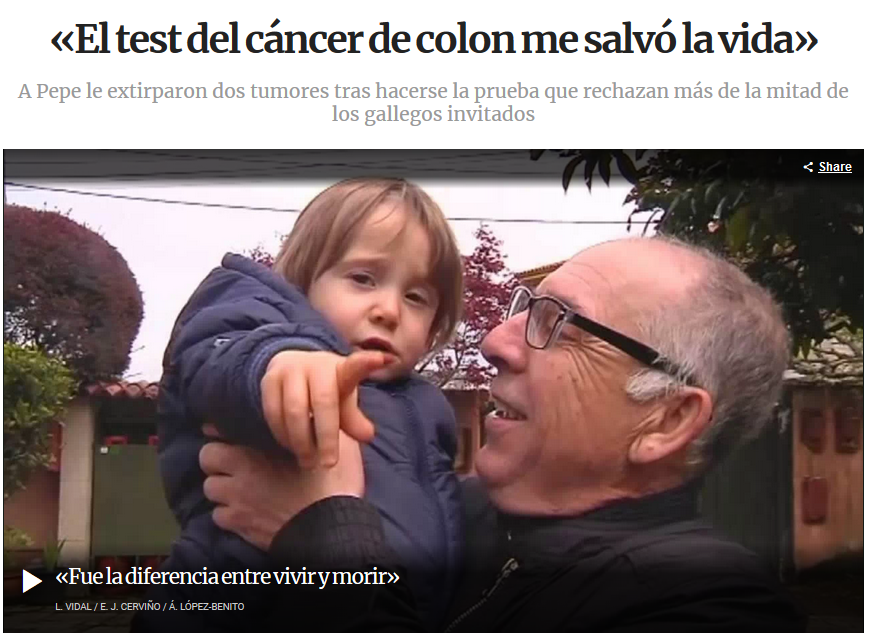 «El test del cáncer de colon me salvó la vida»
A Pepe le extirparon dos tumores tras hacerse la prueba que rechazan más de la mitad de
los gallegos invitados
Share
«Fue la diferencia entre vivir y morir»
L. VIDAL / E. J. CERVIÑO / Á. LÓPEZ-BENITO